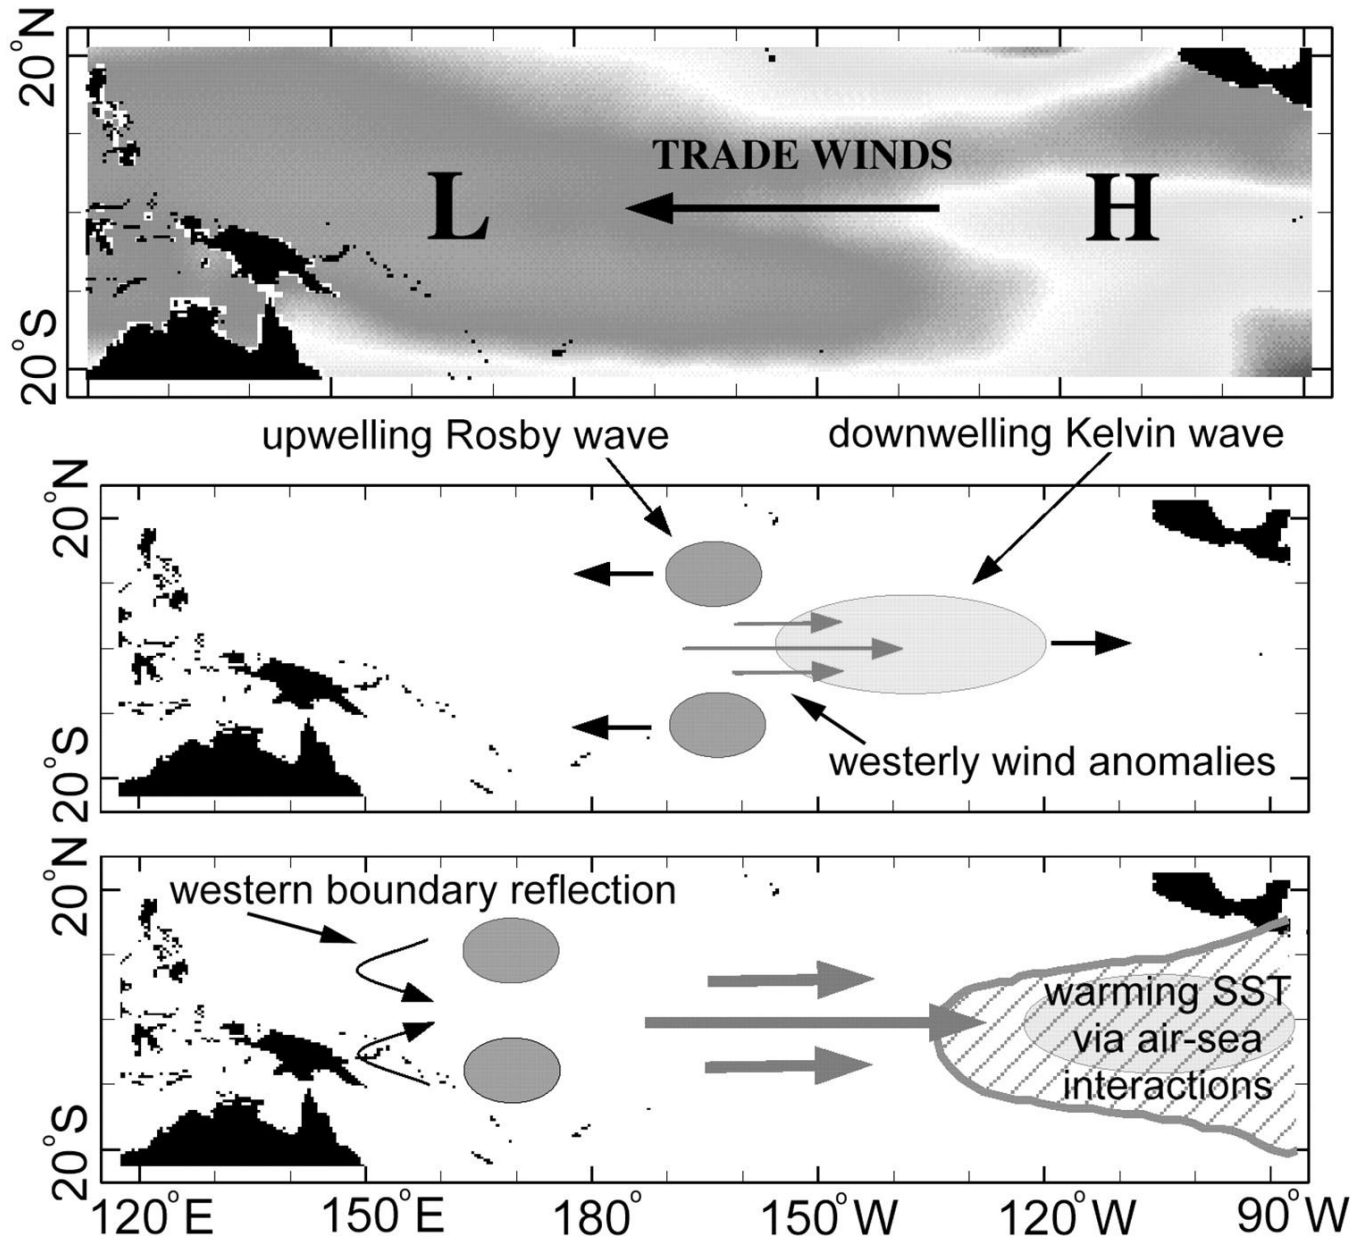 20°N
TRADE WINDS
L
H
20°S
upwelling Rosby wave
downwelling Kelvin wave
20°N
westerly wind anomalies
20°S
20°N
western boundary reflection
warming SST
via air-sea
interactions
20°S
120°E 150°E 180° 150°W 120°W 90°W